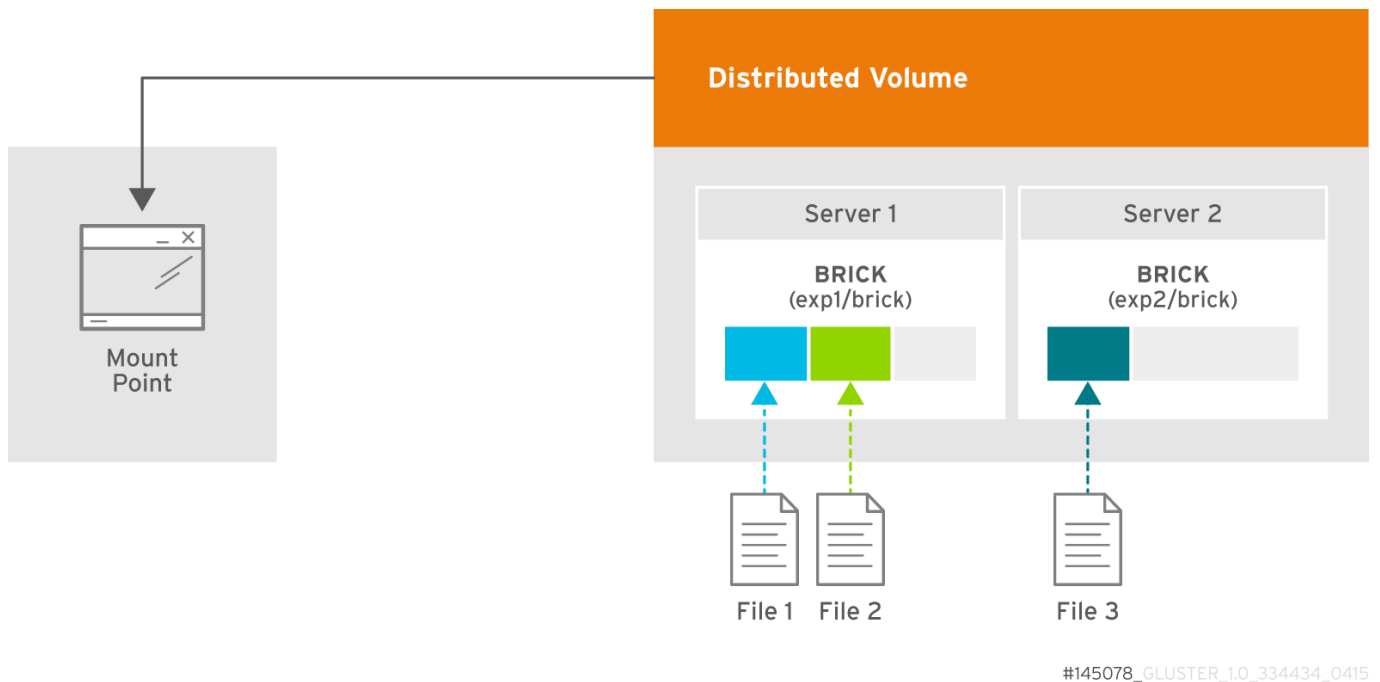 Distributed Volume
Server 1
Server 2
BRICK
(exp1/brick)
BRICK
(exp2/brick)
Mount
Point
File 1
File 2
File 3
#145078_GLUSTER_1.0_334434_0415